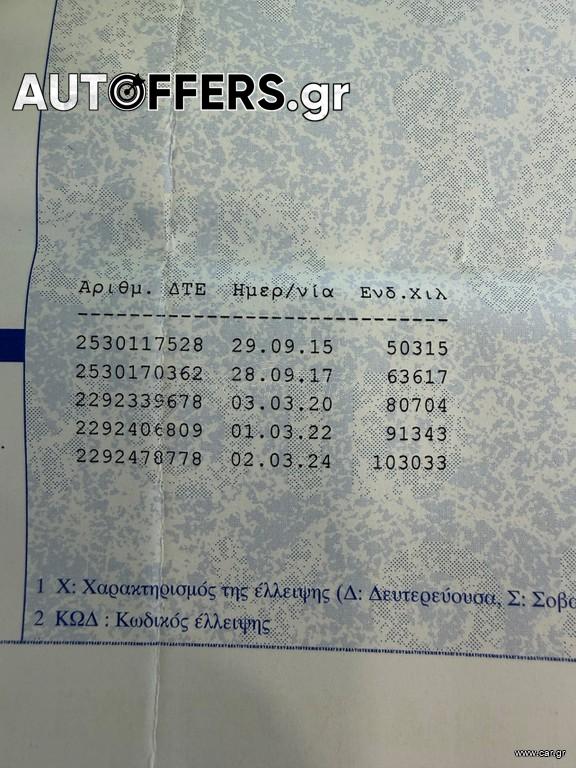 AUTOFFERS.gr
Αριθμ. ΔΤΕ Ημερ/νία Ενδ.Χιλ
--------------------------------
2530117528 29.09.15 50315
2530170362 28.09.17 63617
2292339678 03.03.20 80704
2292406809 01.03.22 91343
2292478778 02.03.24 103033
1 Χ: Χαρακτηρισμός της έλλειψης (Δ: Δευτερεύουσα, Σ: Σοβα
2 ΚΩΔ : Κωδικός έλλειψης
www.car.gr